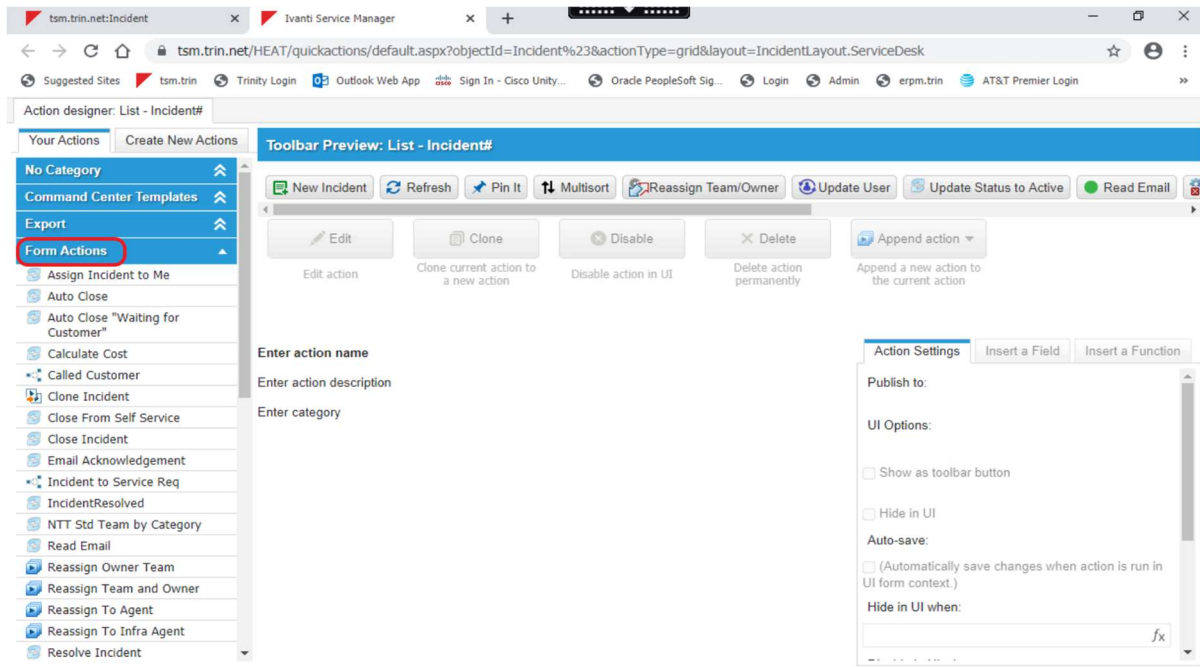 tsm.trin.net:Incident
Ivanti Service Manager
tsm.trin.net/HEAT/quickactions/default.aspx?objectId=Incident%23&actionType=grid&layout=IncidentLayout.ServiceDesk
Suggested Sites tsm.trin Trinity Login Outlook Web App Sign In - Cisco Unity... Oracle PeopleSoft Sig... Login Admin erpm.trin AT&T Premier Login
Action designer: List - Incident#
Your Actions Create New Actions
Toolbar Preview: List - Incident#
No Category
Command Center Templates
Export
Form Actions
Assign Incident to Me
Auto Close
Auto Close "Waiting for
Customer"
Calculate Cost
Called Customer
Clone Incident
Close From Self Service
Close Incident
Email Acknowledgement
Incident to Service Req
IncidentResolved
NTT Std Team by Category
Read Email
Reassign Owner Team
Reassign Team and Owner
Reassign To Agent
Reassign To Infra Agent
Resolve Incident
New Incident Refresh Pin It Multisort Reassign Team/Owner Update User Update Status to Active Read Email
Edit Clone Disable Delete Append action
Edit action
Clone current action to
a new action
Disable action in UI
Delete action
permanently
Append a new action to
the current action
Enter action name
Enter action description
Enter category
Action Settings Insert a Field Insert a Function
Publish to:
UI Options:
Show as toolbar button
Hide in UI
Auto-save:
(Automatically save changes when action is run in
UI form context.)
Hide in UI when:
fx